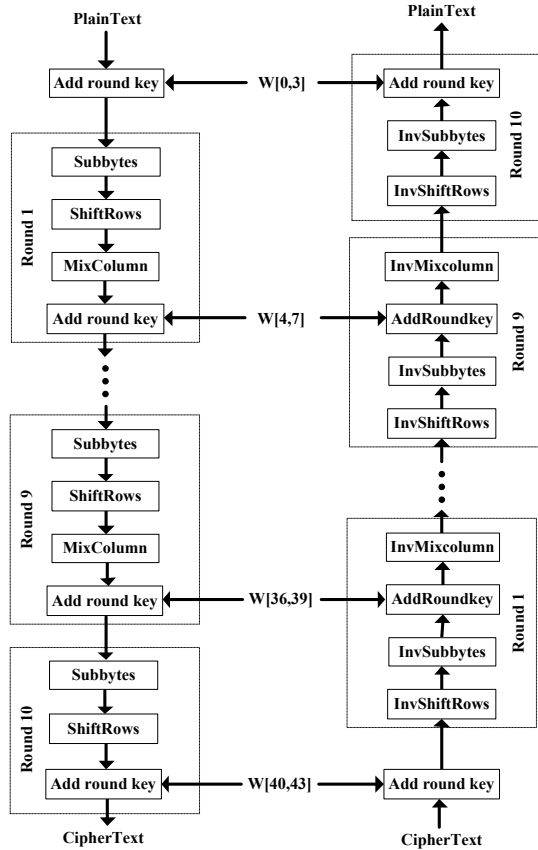 PlainText
Add round key
Round 1
Subbytes
ShiftRows
MixColumn
Add round key
Round 9
Subbytes
ShiftRows
MixColumn
Add round key
Round 10
Subbytes
ShiftRows
Add round key
CipherText
W[0,3]
W[4,7]
W[36,39]
W[40,43]
PlainText
Add round key
InvSubbytes
InvShiftRows
Round 10
InvMixcolumn
AddRoundkey
InvSubbytes
InvShiftRows
Round 9
InvMixcolumn
AddRoundkey
InvSubbytes
InvShiftRows
Round 1
Add round key
CipherText